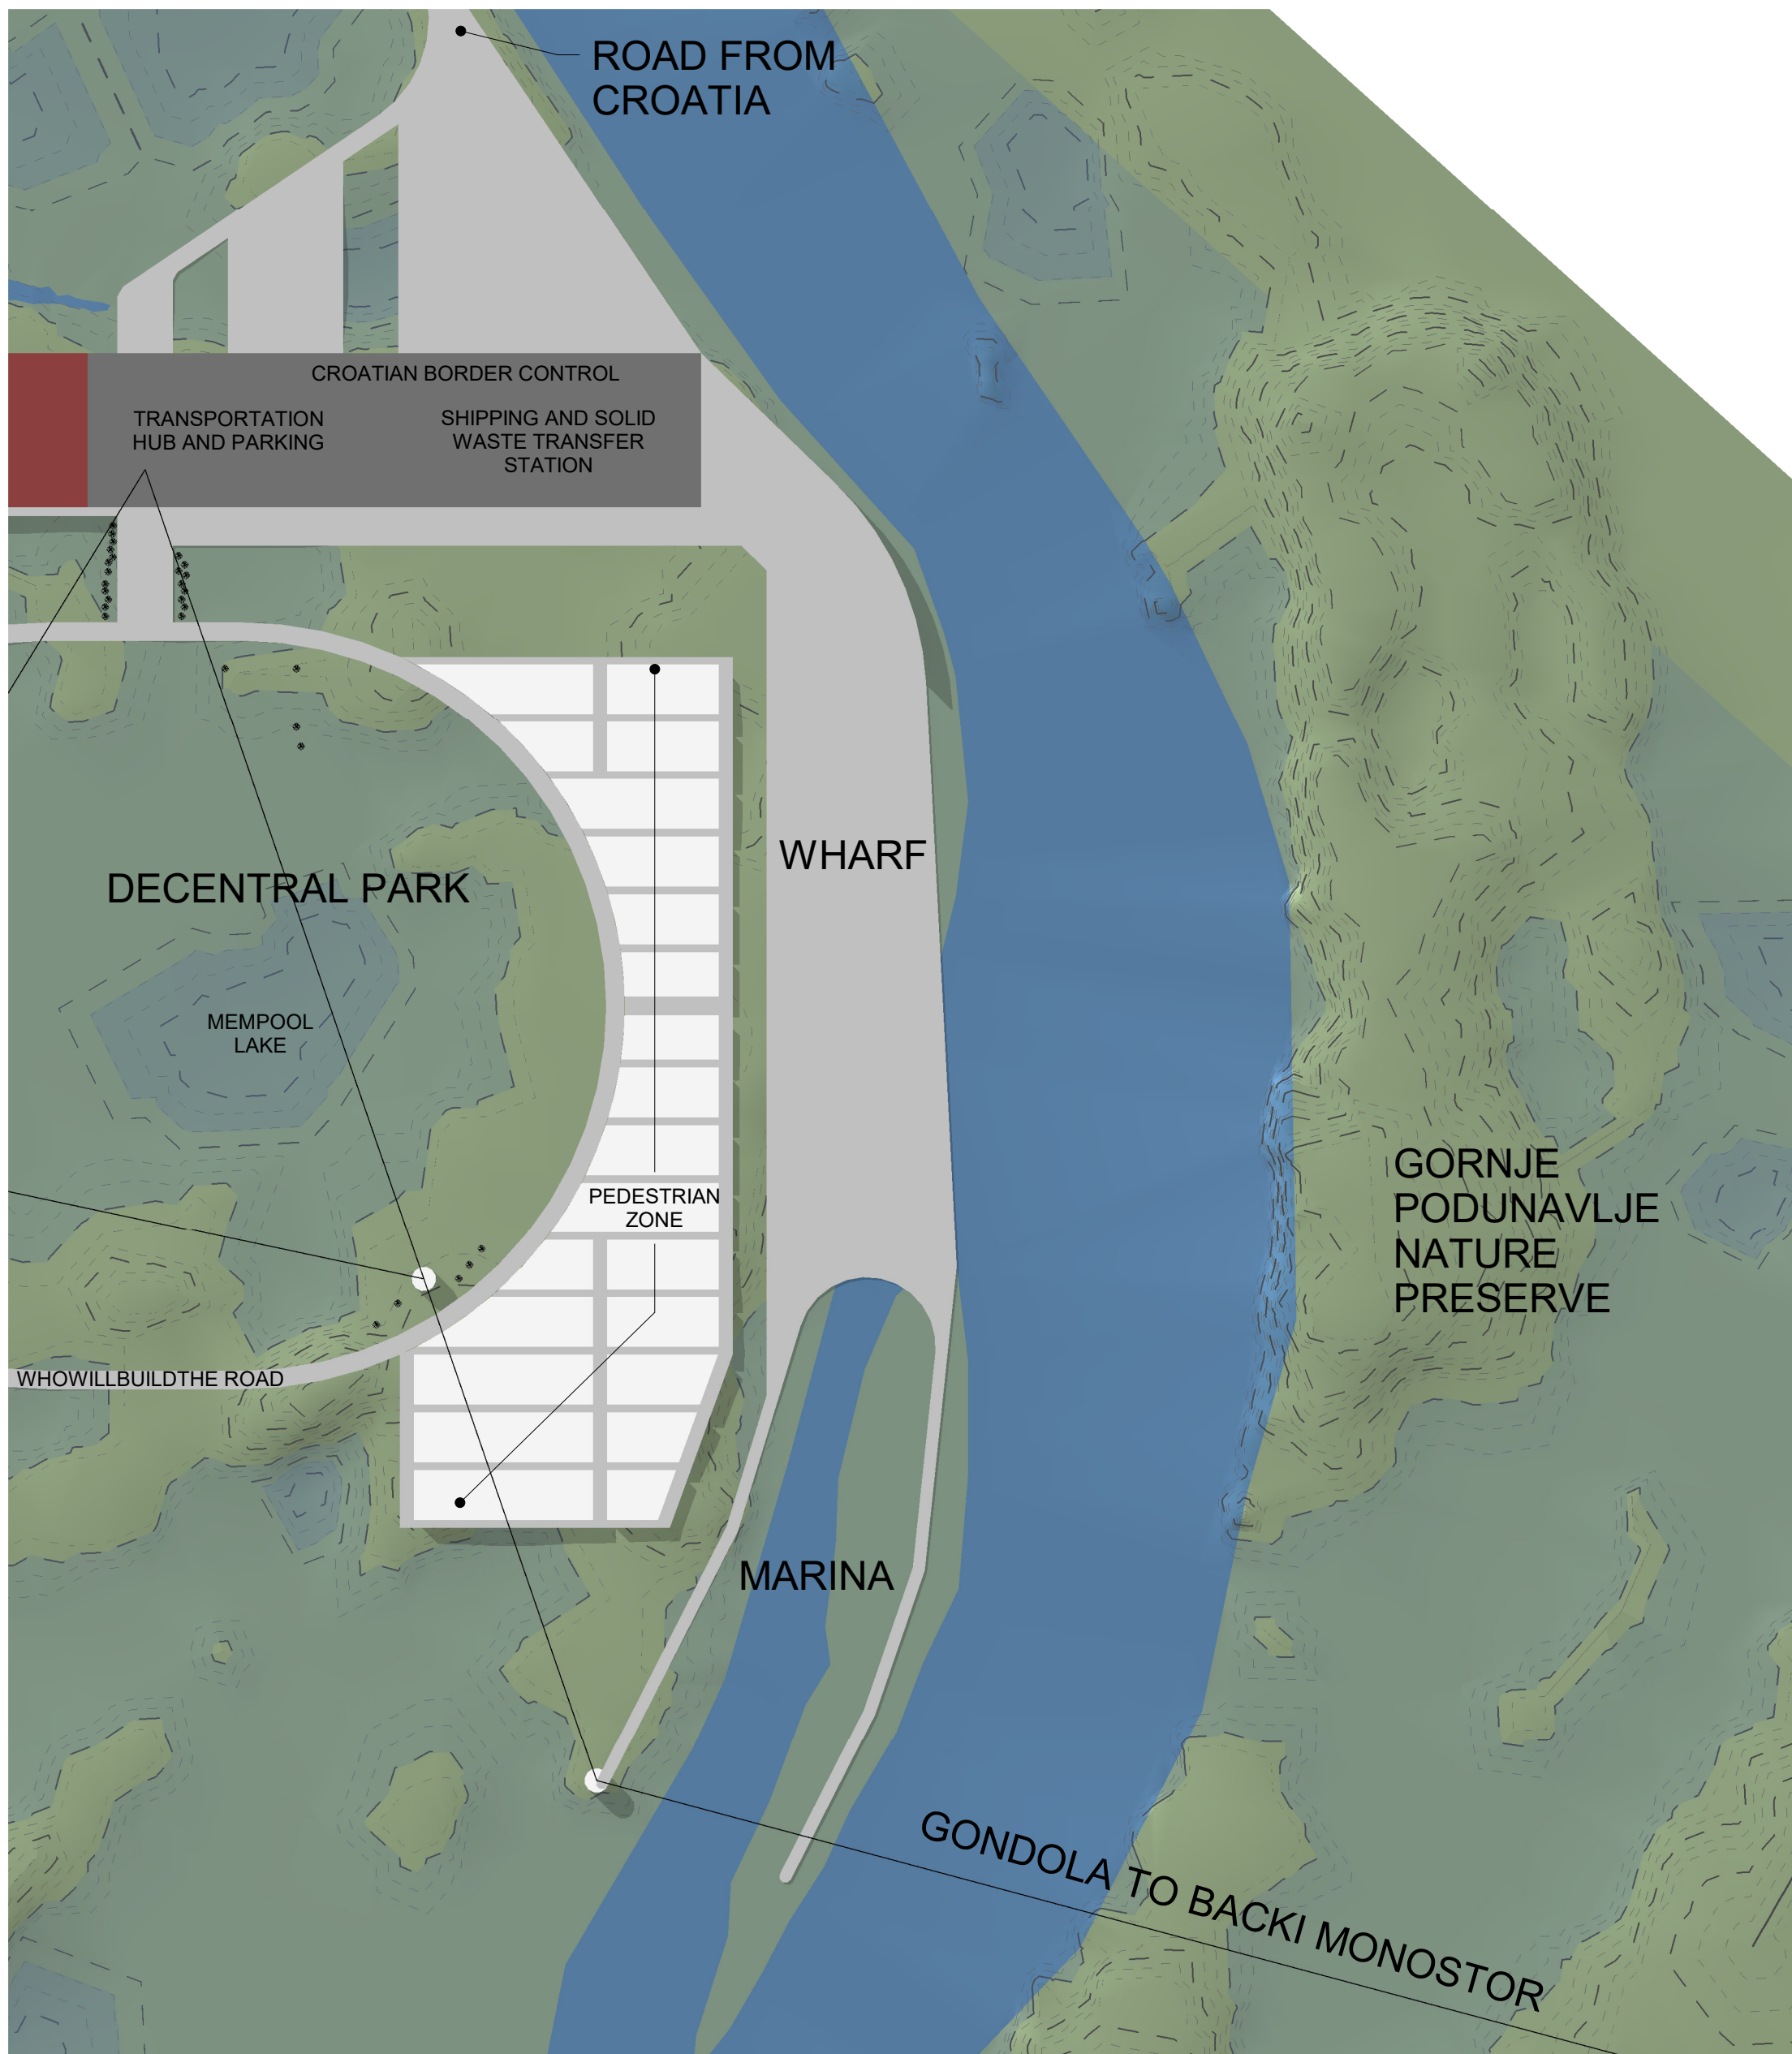 ROAD FROM
CROATIA
CROATIAN BORDER CONTROL
TRANSPORTATION
HUB AND PARKING
SHIPPING AND SOLID
WASTE TRANSFER
STATION
WHARF
DECENTRAL PARK
MEMPOOL
LAKE
PEDESTRIAN
ZONE
GORNJE
PODUNAVLJE
NATURE
PRESERVE
WHOWILLBUILDTHE ROAD
MARINA
GONDOLA TO BACKI MONOSTOR